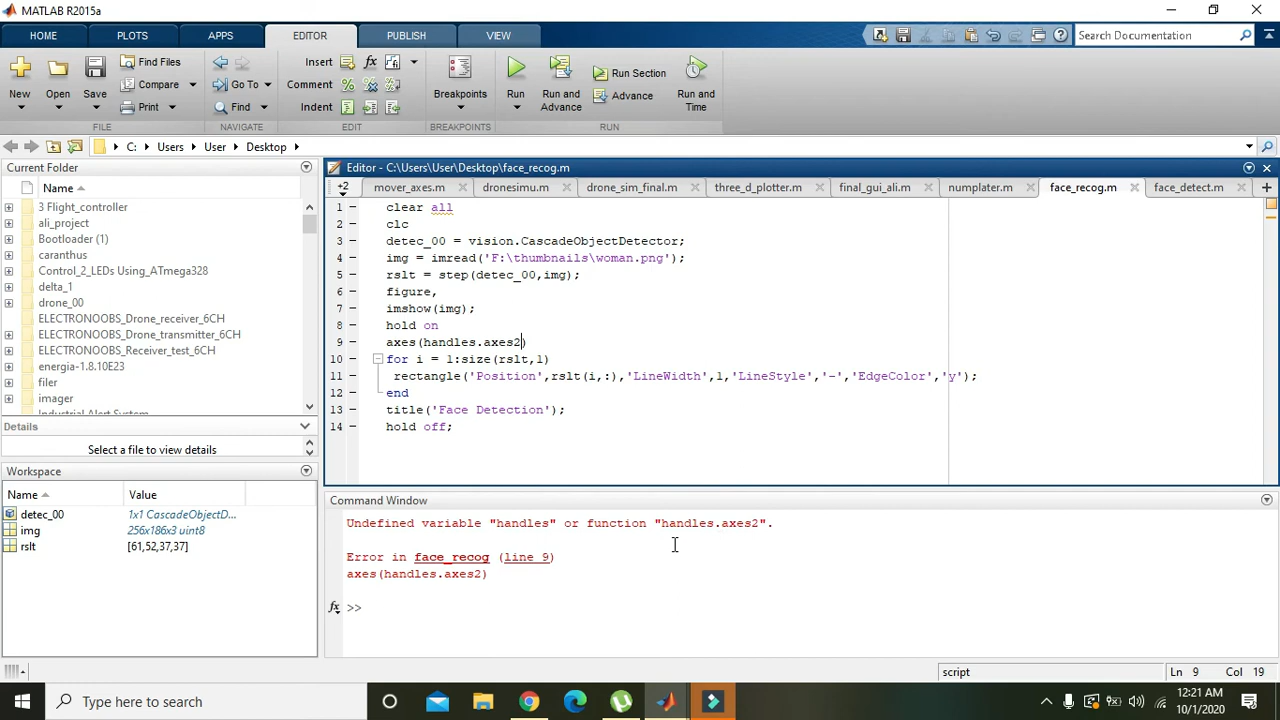 MATLAB R2015a
HOME PLOTS APPS EDITOR PUBLISH VIEW
Search Documentation
New Open Save Find Files Compare Print
Go To Find
Insert Comment Indent
Breakpoints Run Run and Advance Run Section Advance Run and Time
FILE NAVIGATE EDIT BREAKPOINTS RUN
C: Users User Desktop
Current Folder
Name
3 Flight_controller
ali_project
Bootloader (1)
caranthus
Control_2_LEDs Using_ATmega328
delta_1
drone_00
ELECTRONOOBS_Drone_receiver_6CH
ELECTRONOOBS_Drone_transmitter_6CH
ELECTRONOOBS_Receiver_test_6CH
energia-1.8.10E23
filer
imager
Industrial Alert System
Details
Select a file to view details
Workspace
Name Value
detec_00 1x1 CascadeObjectD...
img 256x186x3 uint8
rslt [61,52,37,37]
Editor - C:\Users\User\Desktop\face_recog.m
+2 mover_axes.m dronesimu.m drone_sim_final.m three_d_plotter.m final_gui_ali.m numplater.m face_recog.m face_detect.m
1 clear all
2 clc
3 detec_00 = vision.CascadeObjectDetector;
4 img = imread('F:\thumbnails\woman.png');
5 rslt = step(detec_00,img);
6 figure,
7 imshow(img);
8 hold on
9 axes(handles.axes2)
10 for i = 1:size(rslt,1)
11 rectangle('Position',rslt(i,:),'LineWidth',1,'LineStyle','-','EdgeColor','y');
12 end
13 title('Face Detection');
14 hold off;
Command Window
Undefined variable "handles" or function "handles.axes2".
Error in face_recog (line 9)
axes(handles.axes2)
fx >>
script Ln 9 Col 19
Type here to search
12:21 AM
10/1/2020